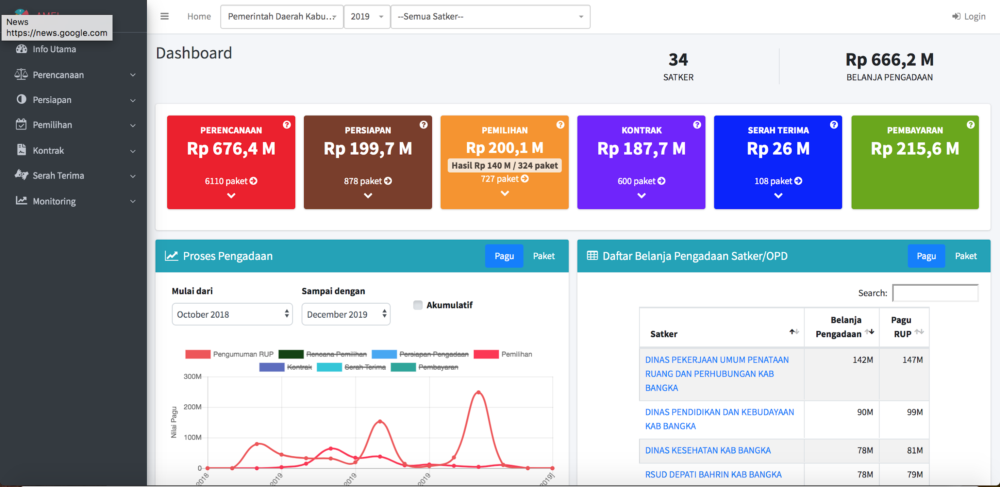 News
https://news.google.com
Info Utama
Perencanaan
Persiapan
Pemilihan
Kontrak
Serah Terima
Monitoring
Home
Pemerintah Daerah Kabu...
2019
--Semua Satker--
Login
Dashboard
34
SATKER
Rp 666,2 M
BELANJA PENGADAAN
PERENCANAAN
Rp 676,4 M
6110 paket
PERSIAPAN
Rp 199,7 M
878 paket
PEMILIHAN
Rp 200,1 M
Hasil Rp 140 M / 324 paket
727 paket
KONTRAK
Rp 187,7 M
600 paket
SERAH TERIMA
Rp 26 M
108 paket
PEMBAYARAN
Rp 215,6 M
Proses Pengadaan
Pagu Paket
Mulai dari
October 2018
Sampai dengan
December 2019
Akumulatif
Pengumuman RUP Rencana Pemilihan Persiapan Pengadaan Pemilihan
Kontrak Serah Terima Pembayaran
Nilai Pagu
300M
200M
100M
0
2018
2019
2019
2019
2019]
Daftar Belanja Pengadaan Satker/OPD
Pagu Paket
Search:
Satker
Belanja
Pengadaan
Pagu
RUP
DINAS PEKERJAAN UMUM PENATAAN 142M 147M
RUANG DAN PERHUBUNGAN KAB
BANGKA
DINAS PENDIDIKAN DAN KEBUDAYAAN 90M 99M
KAB BANGKA
DINAS KESEHATAN KAB BANGKA 78M 81M
RSUD DEPATI BAHRIN KAB BANGKA 78M 79M